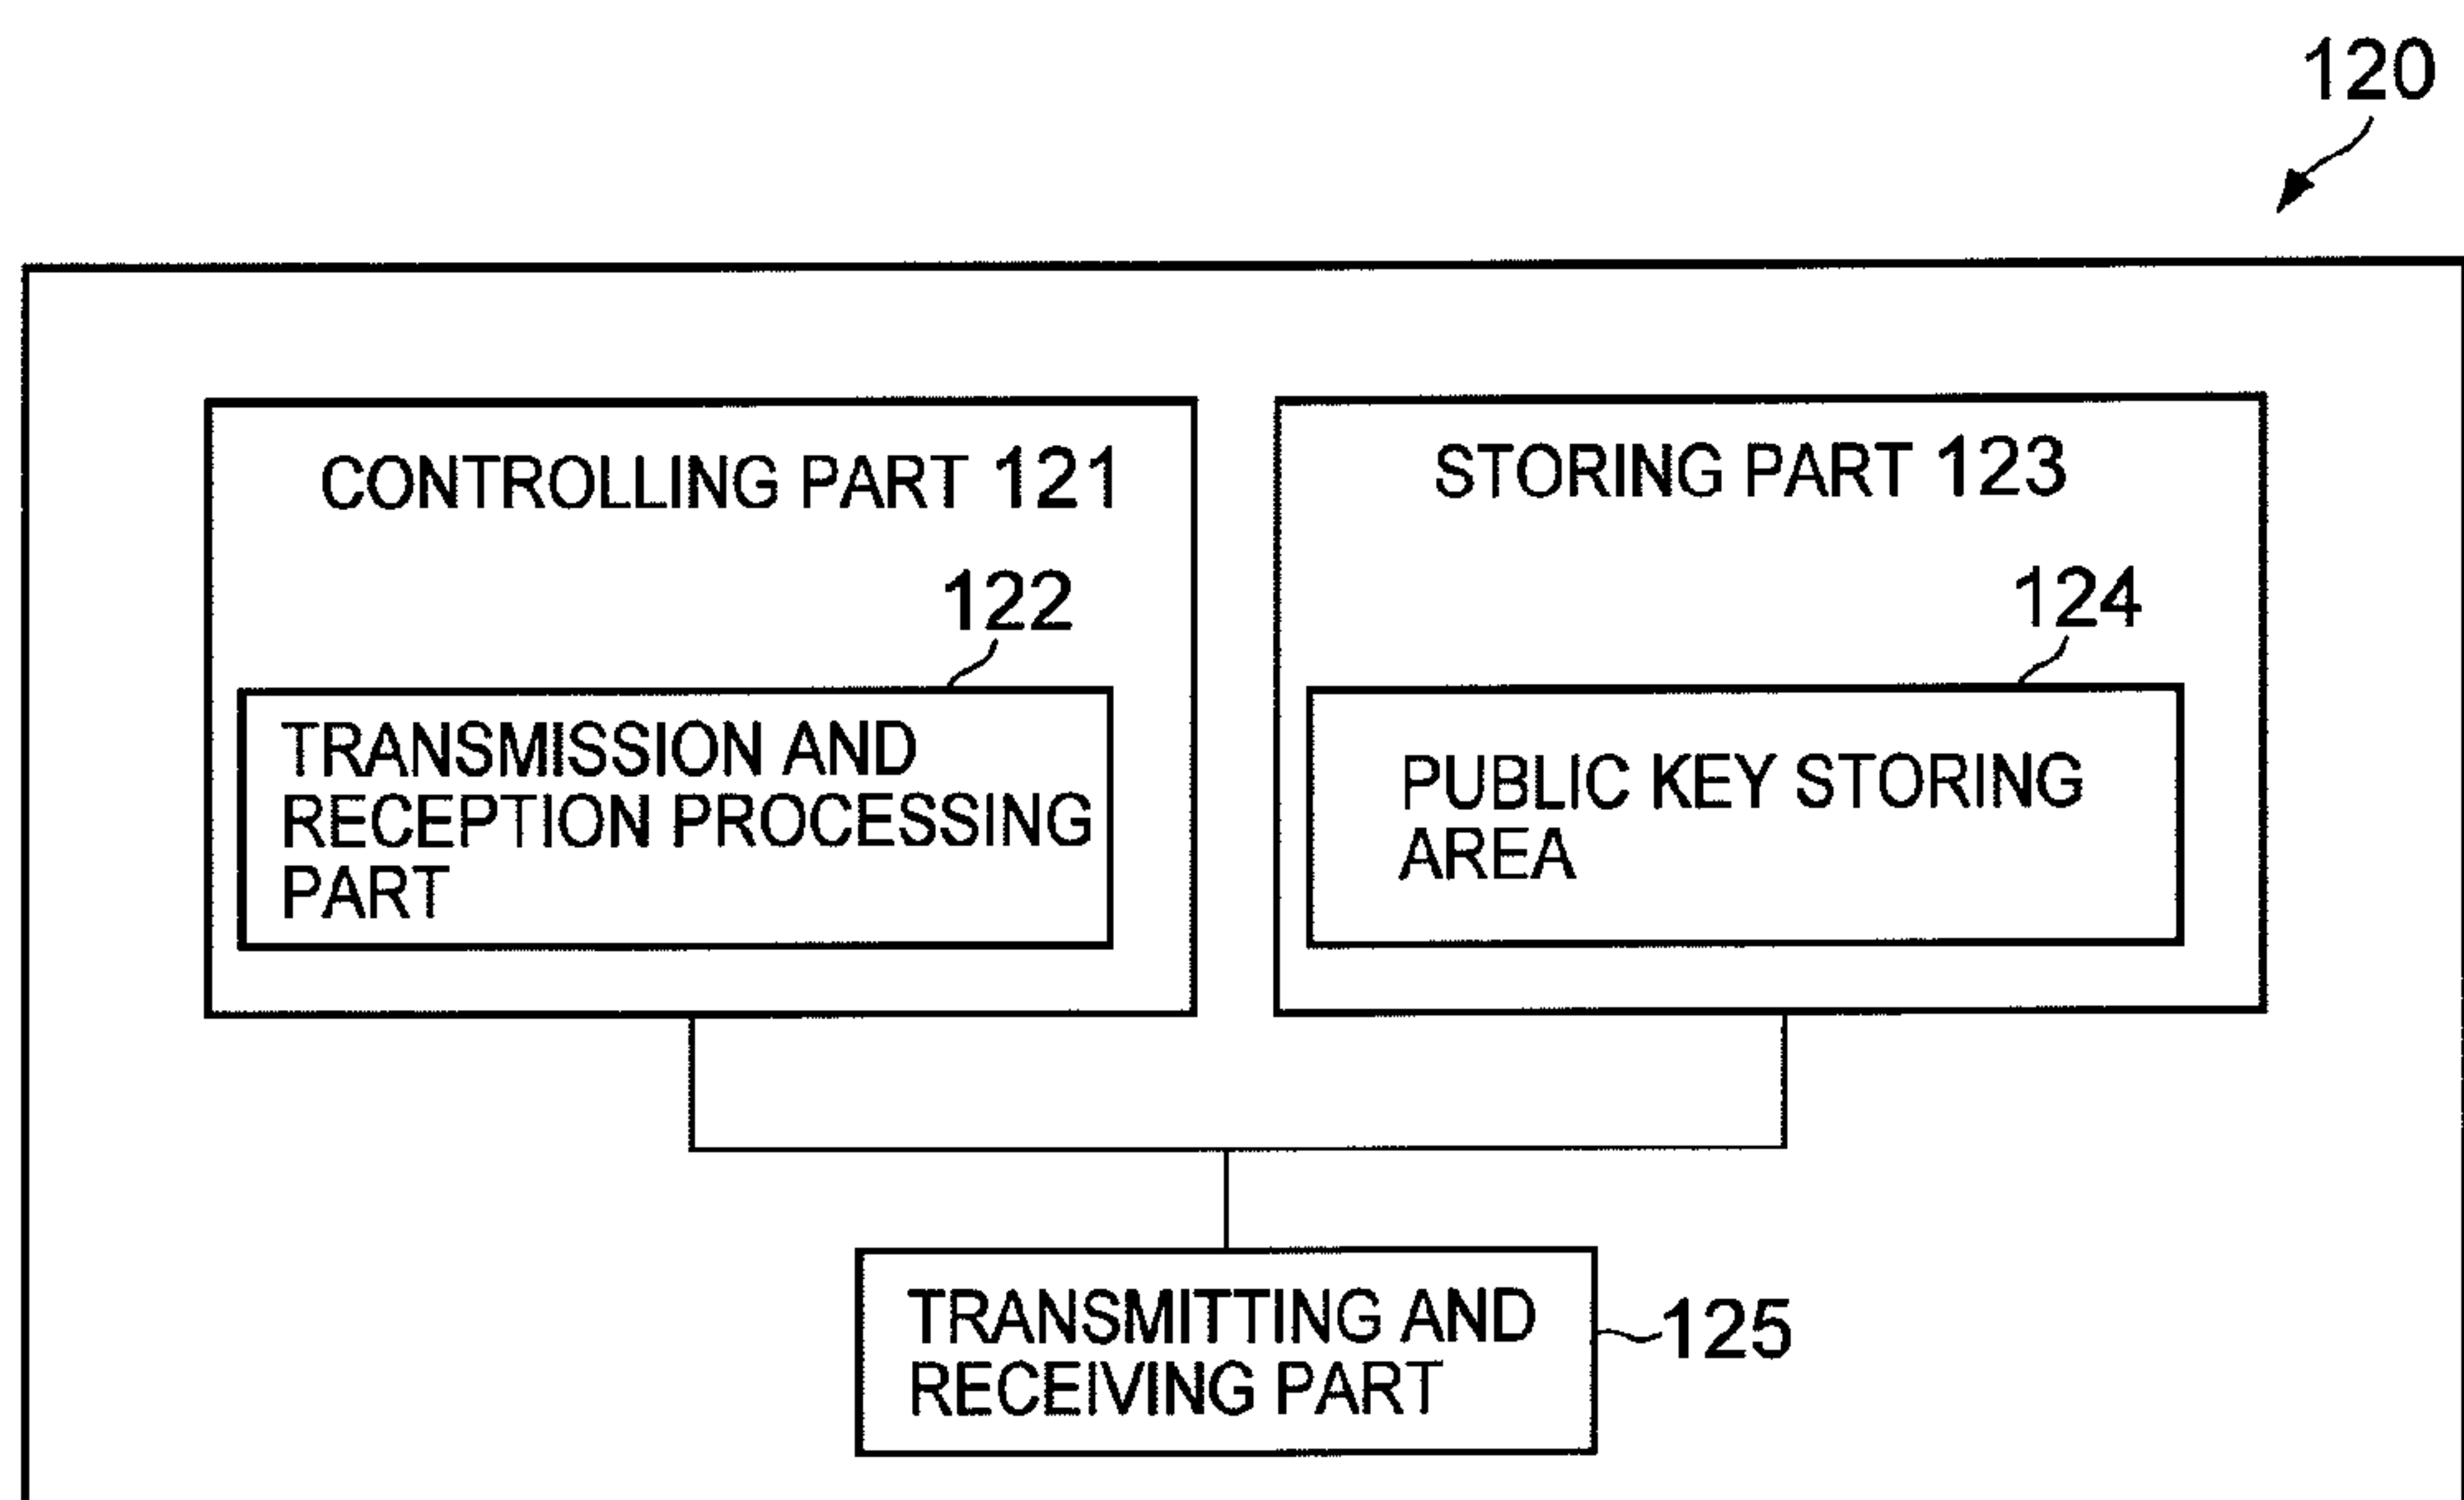 120
CONTROLLING PART 121
STORING PART 123
122
124
TRANSMISSION AND
RECEPTION PROCESSING
PART
PUBLIC KEY STORING
AREA
TRANSMITTING AND
RECEIVING PART
125